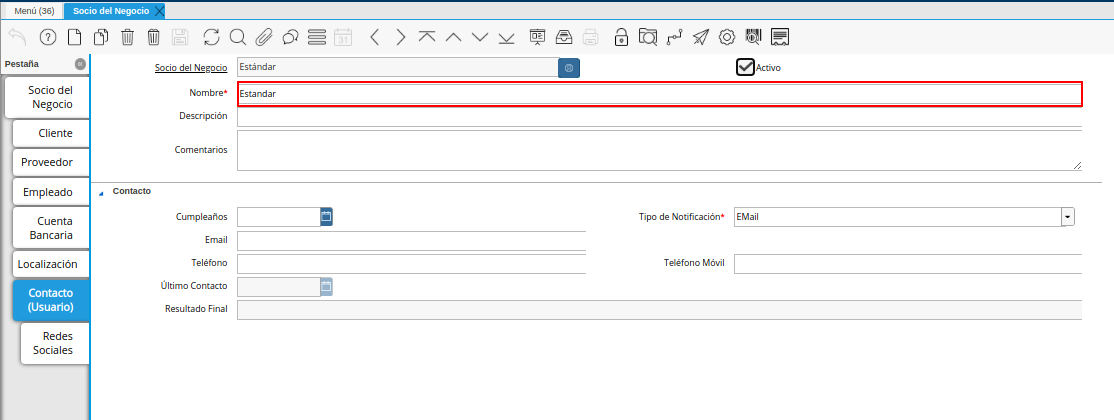 Menú (36)
Socio del Negocio
Pestaña
Socio del
Negocio
Cliente
Proveedor
Empleado
Cuenta
Bancaria
Localización
Contacto
(Usuario)
Redes
Sociales
Socio del Negocio Estándar Activo
Nombre* Estandar
Descripción
Comentarios
Contacto
Cumpleaños Tipo de Notificación* EMail
Email
Teléfono Teléfono Móvil
Último Contacto
Resultado Final